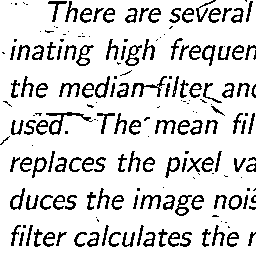 There are several
inating high frequen
the median filter and
used. The mean fil
replaces the pixel va
duces the image nois
filter calculates the